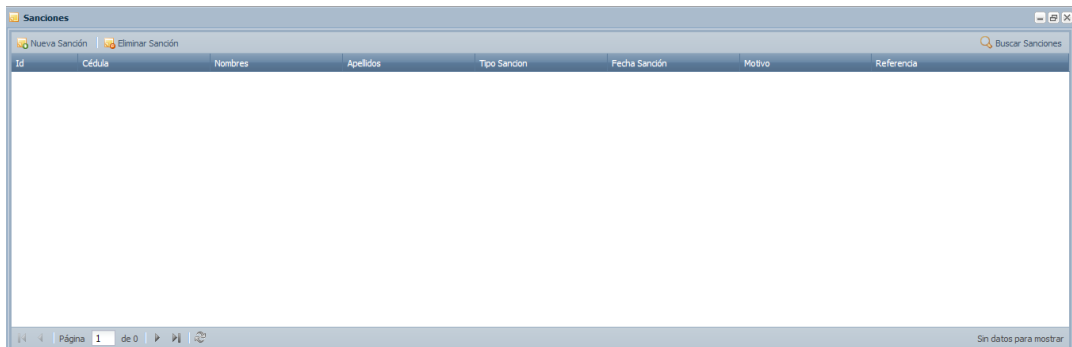 Sanciones
Nueva Sanción Eliminar Sanción Buscar Sanciones
Id Cédula Nombres Apellidos Tipo Sancion Fecha Sanción Motivo Referencia
Página 1 de 0 Sin datos para mostrar